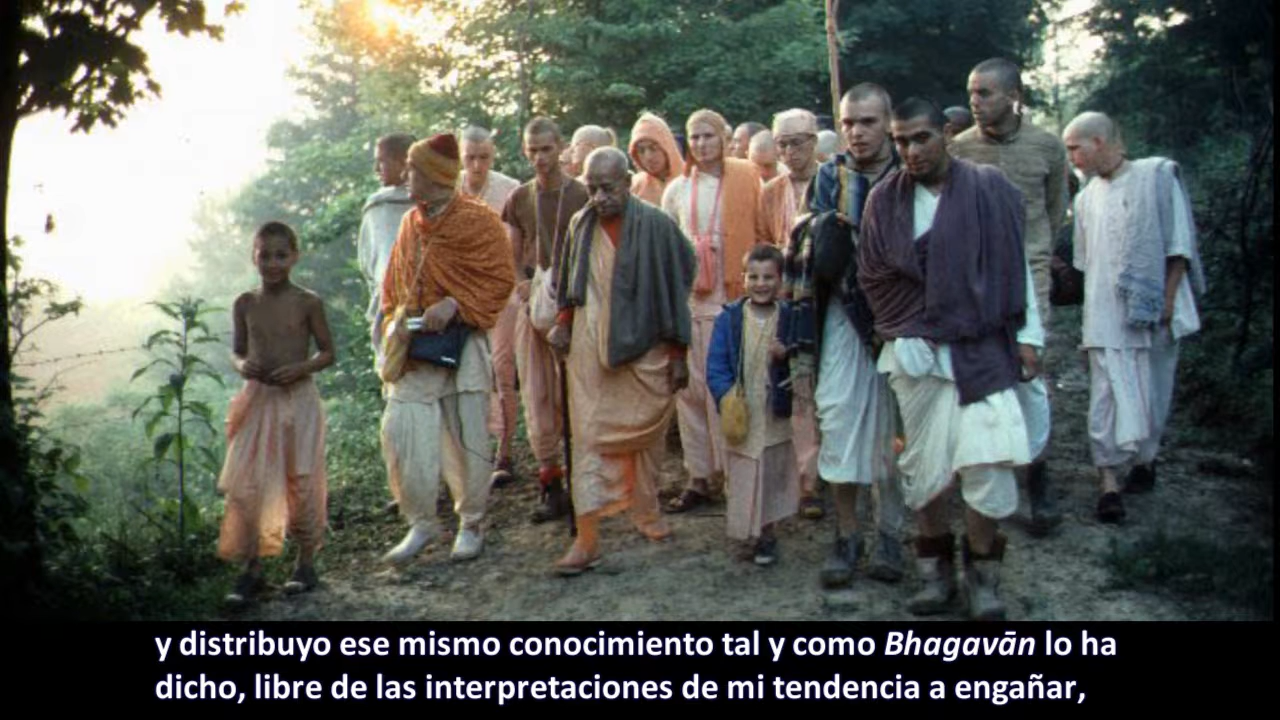 y distribuyo ese mismo conocimiento tal y como Bhagavān lo ha
dicho, libre de las interpretaciones de mi tendencia a engañar,